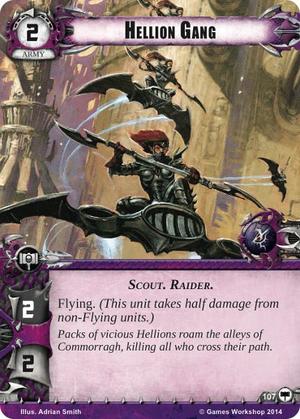 2
Hellion Gang
ARMY
Scout. Raider.
2
Flying. (This unit takes half damage from
non-Flying units.)
Packs of vicious Hellions roam the alleys of
Commorragh, killing all who cross their path.
2
107
Illus. Adrian Smith
© Games Workshop 2014